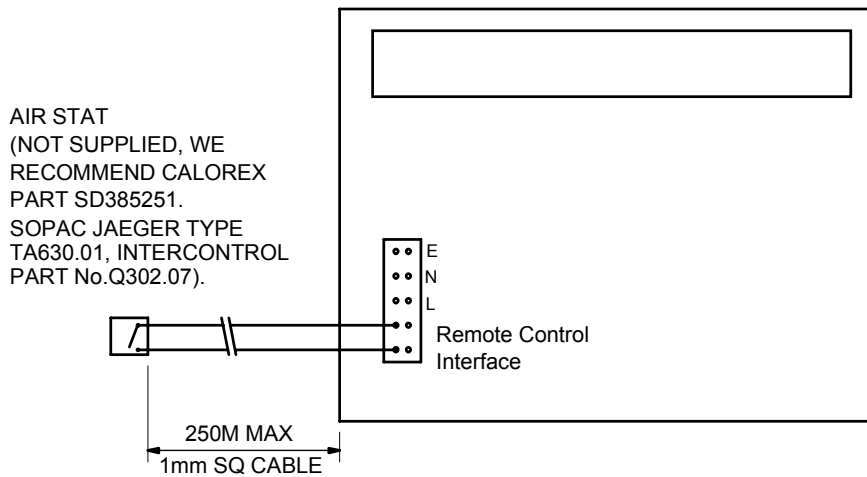 AIR STAT
(NOT SUPPLIED, WE
RECOMMEND CALOREX
PART SD385251.
SOPAC JAEGER TYPE
TA630.01, INTERCONTROL
PART No.Q302.07).
E
N
L
Remote Control
Interface
250M MAX
1mm SQ CABLE